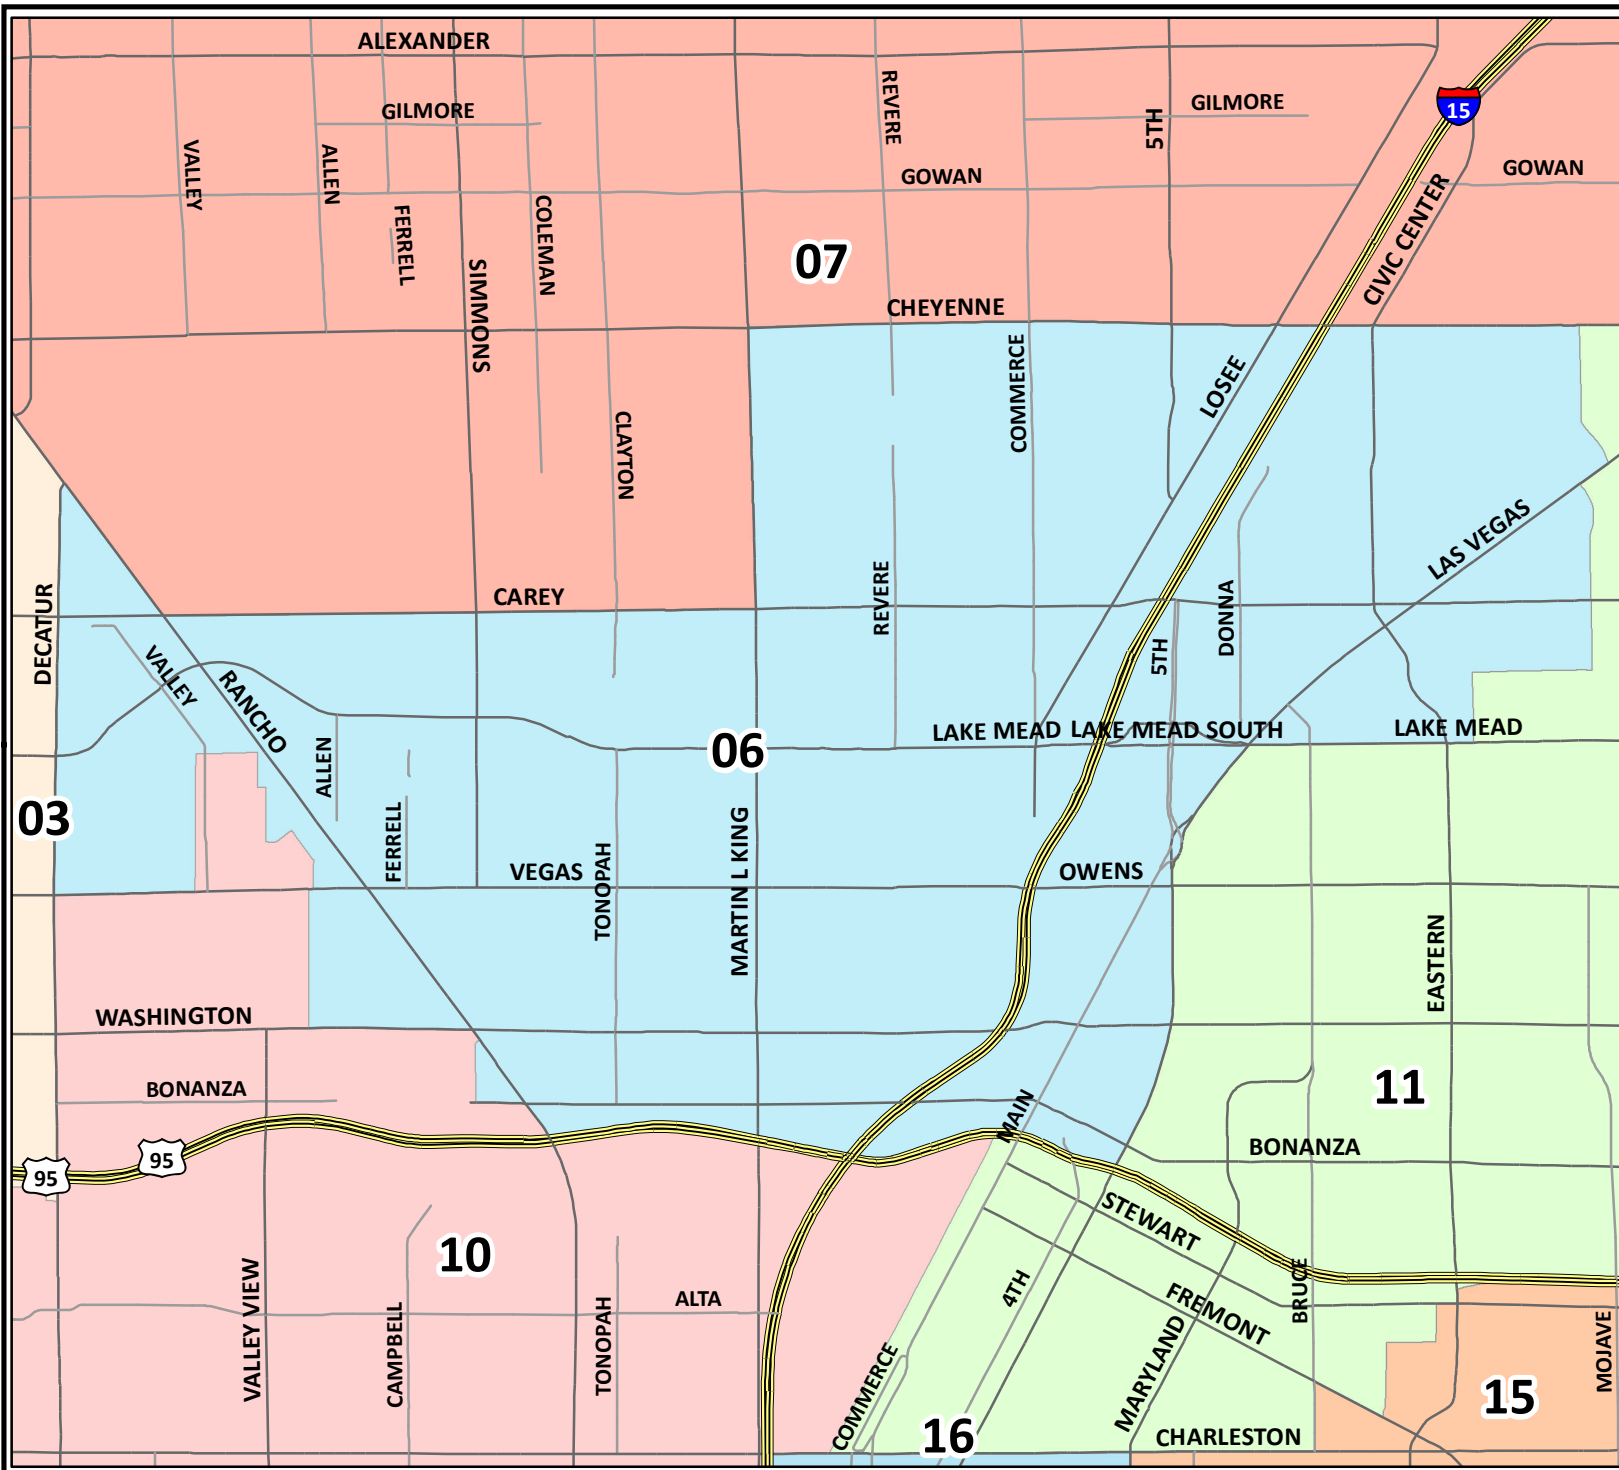 ALEXANDER
GILMORE
GILMORE
15
REVERE
5TH
VALLEY
ALLEN
GOWAN
GOWAN
FERRELL
COLEMAN
SIMMONS
CIVIC CENTER
07
CHEYENNE
COMMERCE
LOSEE
CLAYTON
LAS VEGAS
CAREY
REVERE
DONNA
DECATUR
5TH
VALLEY
RANCHO
LAKE MEAD
LAKE MEAD SOUTH
LAKE MEAD
06
ALLEN
03
FERRELL
TONOPAH
MARTIN L KING
VEGAS
OWENS
EASTERN
WASHINGTON
BONANZA
11
MAIN
BONANZA
95
95
STEWART
10
4TH
BRUCE
VALLEY VIEW
CAMPBELL
TONOPAH
ALTA
FREMONT
MOJAVE
COMMERCE
MARYLAND
15
16
CHARLESTON